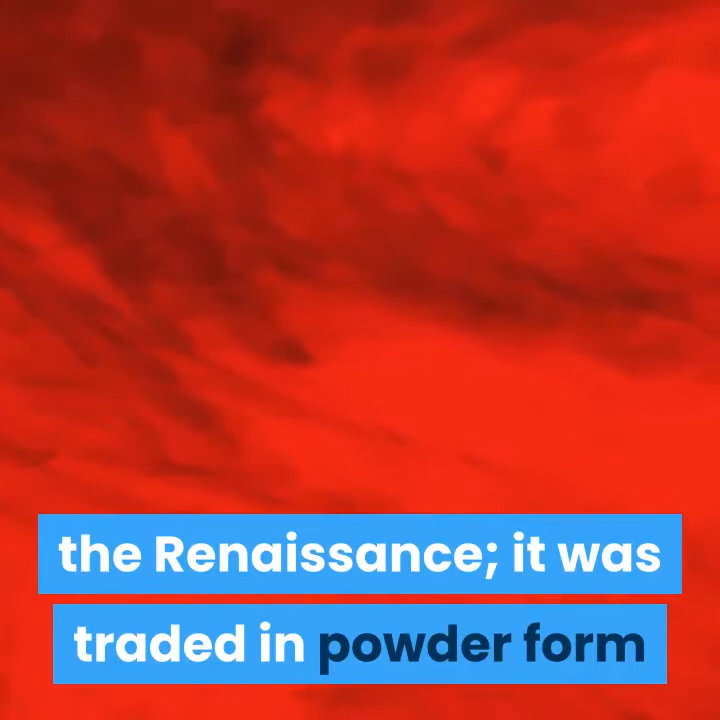 the Renaissance; it was
traded in powder form